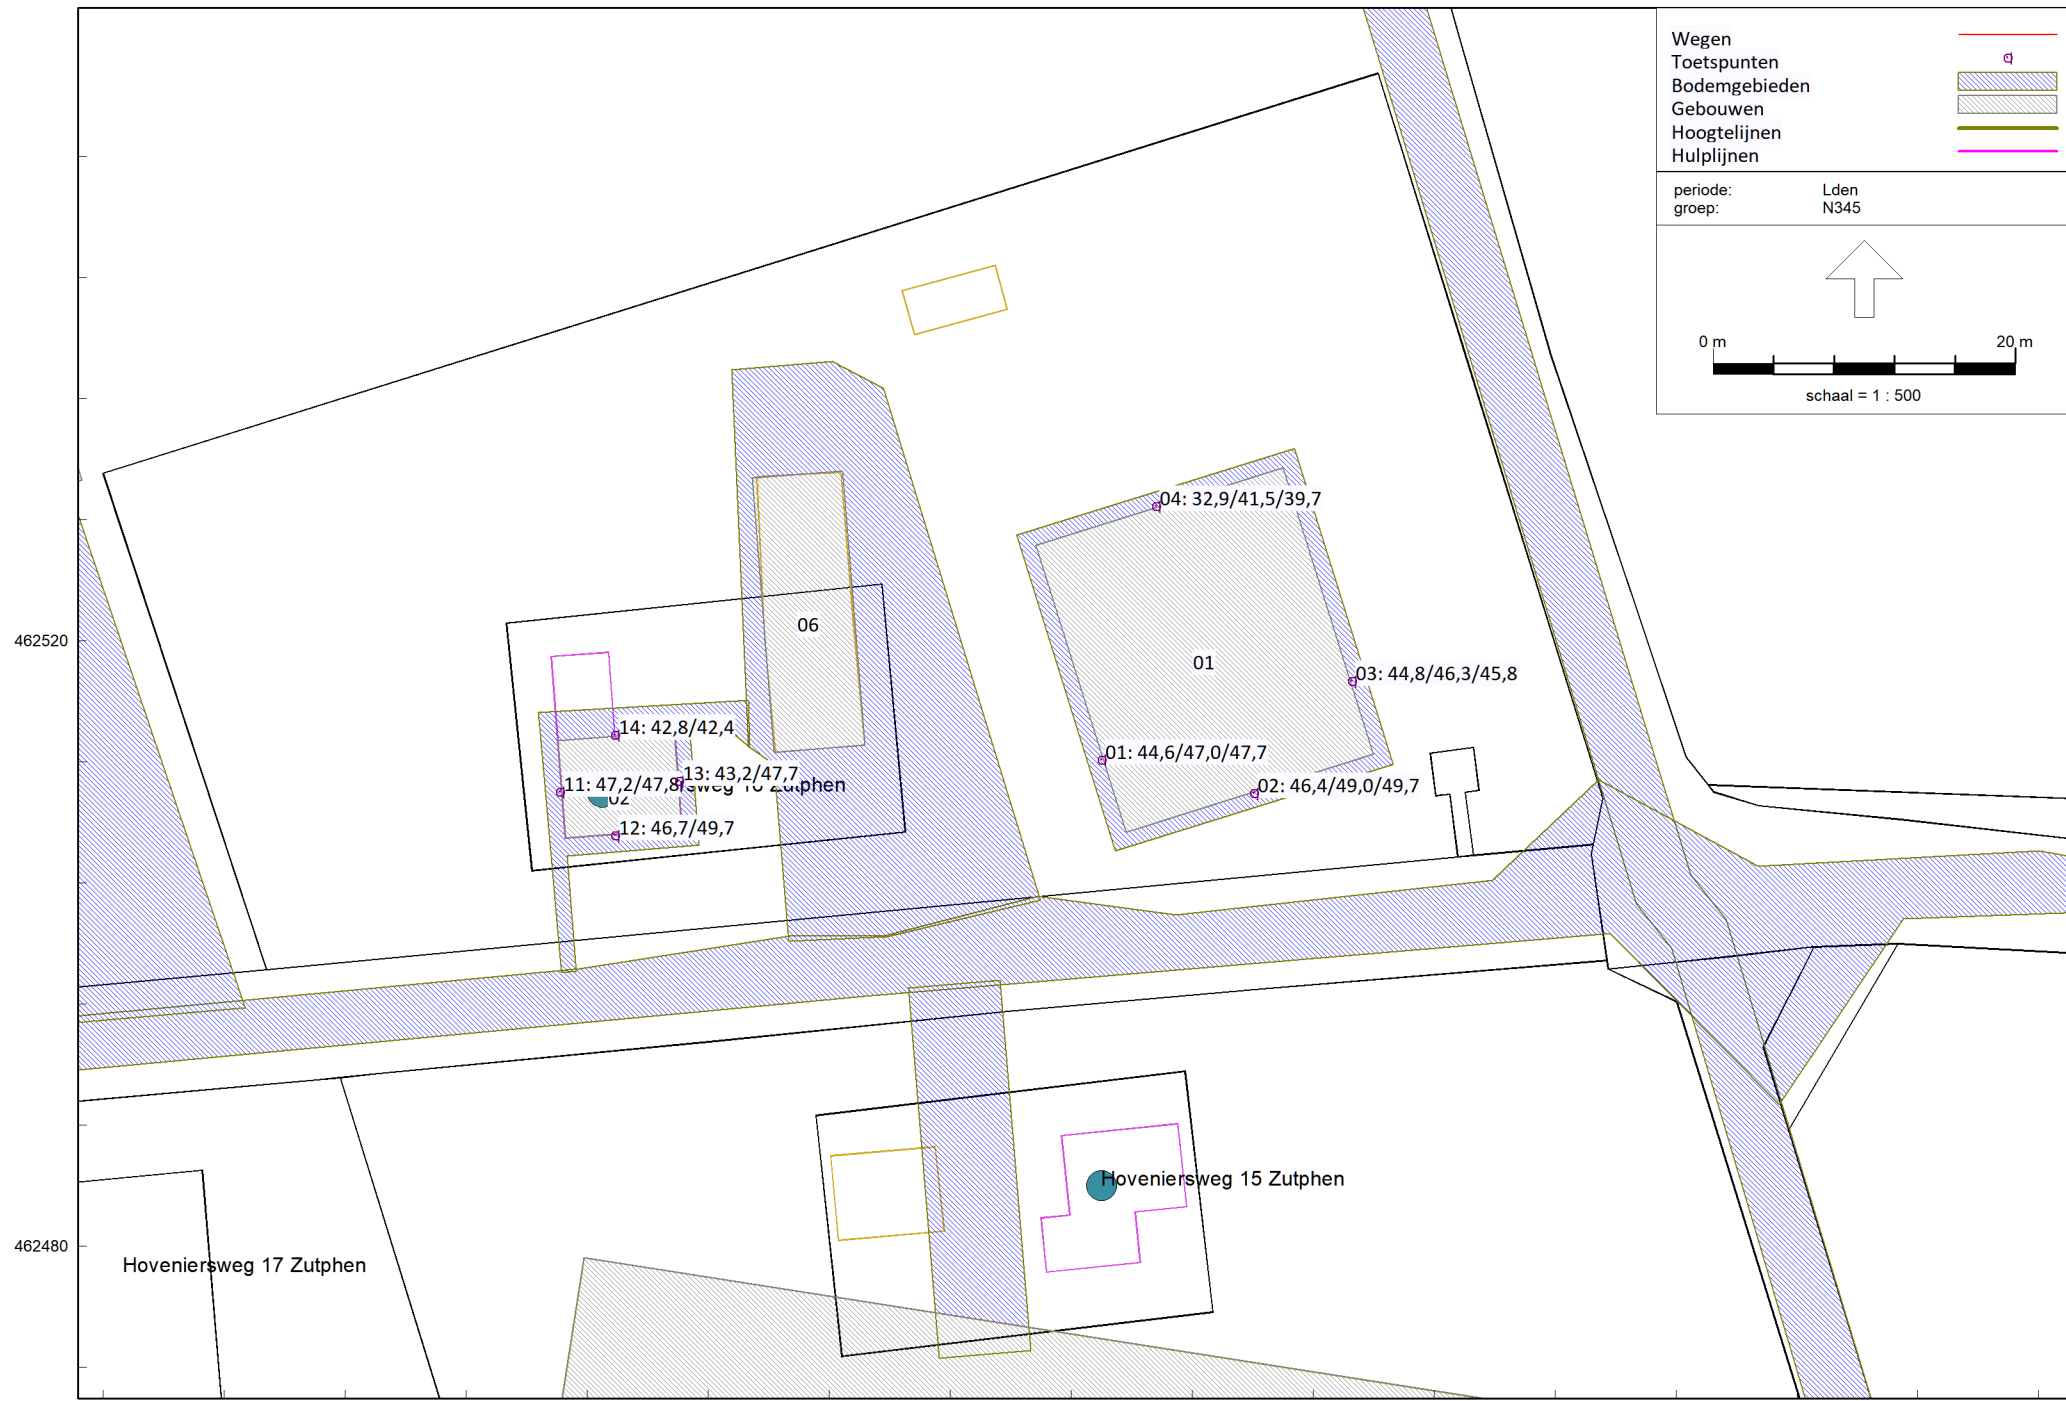 Wegen
Toetspunten
Bodemgebieden
Gebouwen
Hoogtelijnen
Hulplijnen
periode: Lden
groep: N345
0 m 20 m
schaal = 1 : 500
04: 32,9/41,5/39,7
462520
06
01
03: 44,8/46,3/45,8
14: 42,8/42,4
01: 44,6/47,0/47,7
13: 43,2/47,7
11: 47,2/47,8
Zutphen
02: 46,4/49,0/49,7
02
12: 46,7/49,7
Hoveniersweg 15 Zutphen
462480
Hoveniersweg 17 Zutphen